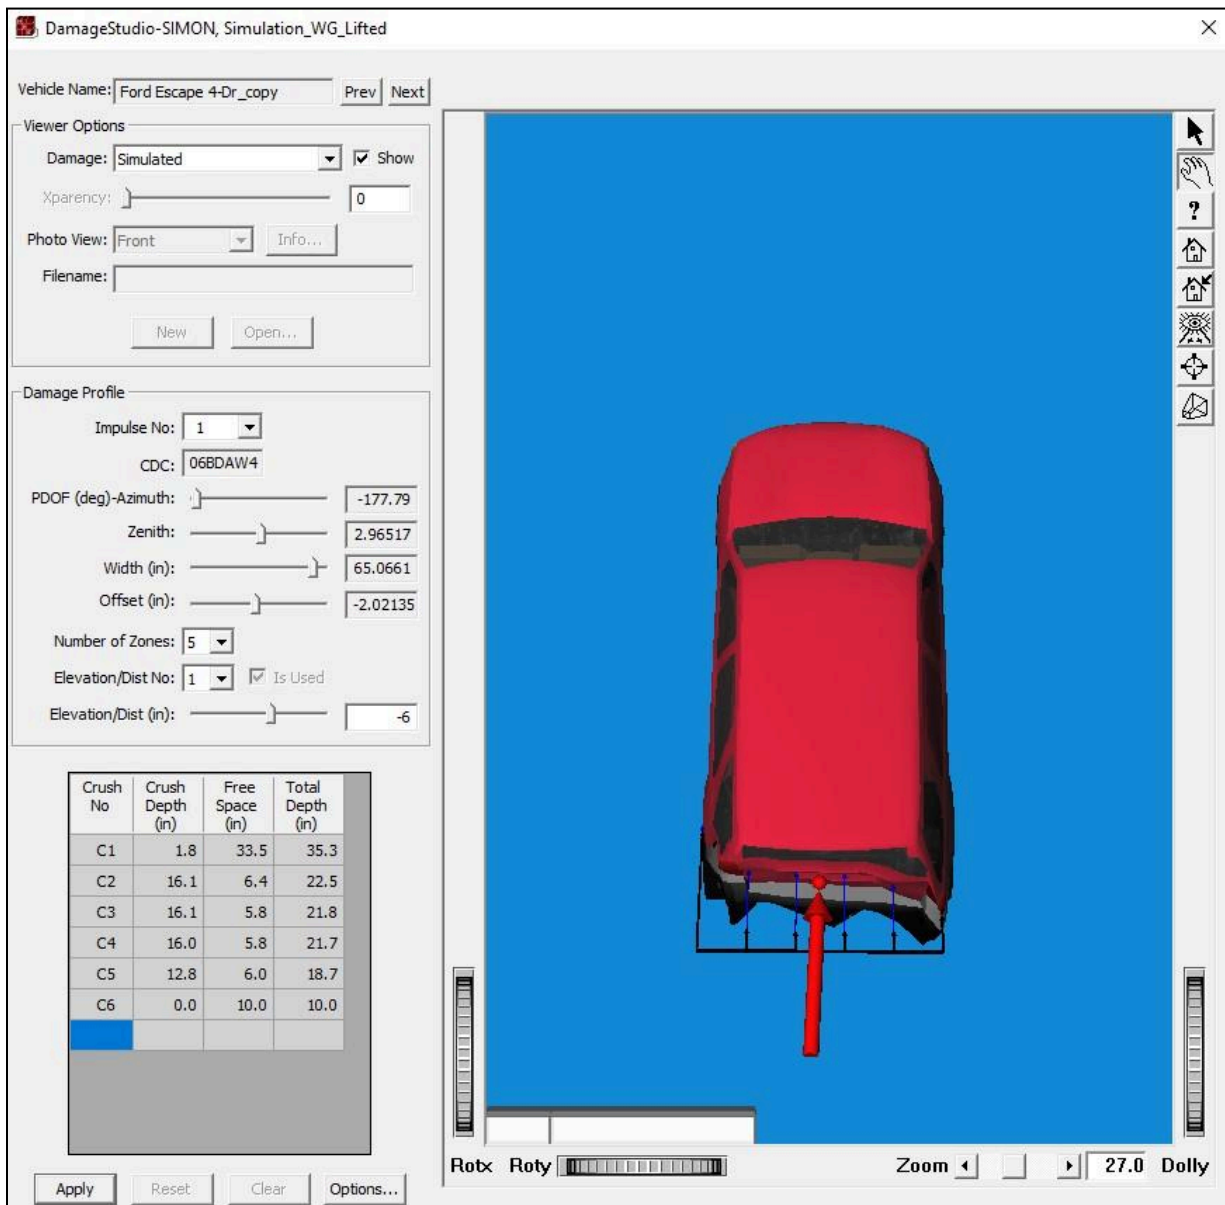 DamageStudio-SIMON, Simulation_WG_Lifted
Vehicle Name: Ford Escape 4-Dr_copy Prev Next
Viewer Options
Damage: Simulated Show
Xparency: 0
Photo View: Front Info...
Filename:
New Open...
Damage Profile
Impulse No: 1
CDC: 06BDAW4
PDOF (deg)-Azimuth: -177.79
Zenith: 2.96517
Width (in): 65.0661
Offset (in): -2.02135
Number of Zones: 5
Elevation/Dist No: 1 Is Used
Elevation/Dist (in): -6
Crush No Crush Depth (in) Free Space (in) Total Depth (in)
C1 1.8 33.5 35.3
C2 16.1 6.4 22.5
C3 16.1 5.8 21.8
C4 16.0 5.8 21.7
C5 12.8 6.0 18.7
C6 0.0 10.0 10.0
Apply Reset Clear Options...
?
Rotx Roty Zoom 27.0 Dolly